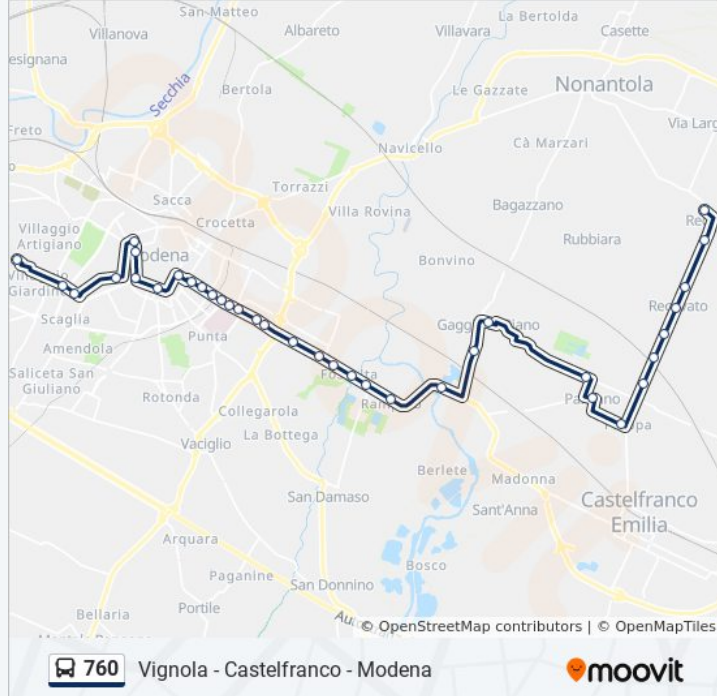 San Matteo
La Bertolda
Villanova
Albareto
Villavara
Casette
Secchia
Bertola
Le Gazzate
Nonantola
Freto
Navicello
Cà Marzari
Via Larg
Torrazzi
Sacca
Villaggio
Artigiano
Crocetta
Villa Rovina
Bagazzano
Rubbiara
Bonvino
Giardino
Scaglia
Punta
Amendola
Saliceta San
Giuliano
Rotonda
Collegarola
La Bottega
Vaciglio
Berlete
Madonna
San Damaso
Sant'Anna
Castelfranco
Emilia
Arquara
Bosco
Paganine
San Donnino
Portile
Bellaria
© OpenStreetMap contributors | © OpenMapTiles
760 Vignola - Castelfranco - Modena
moovit